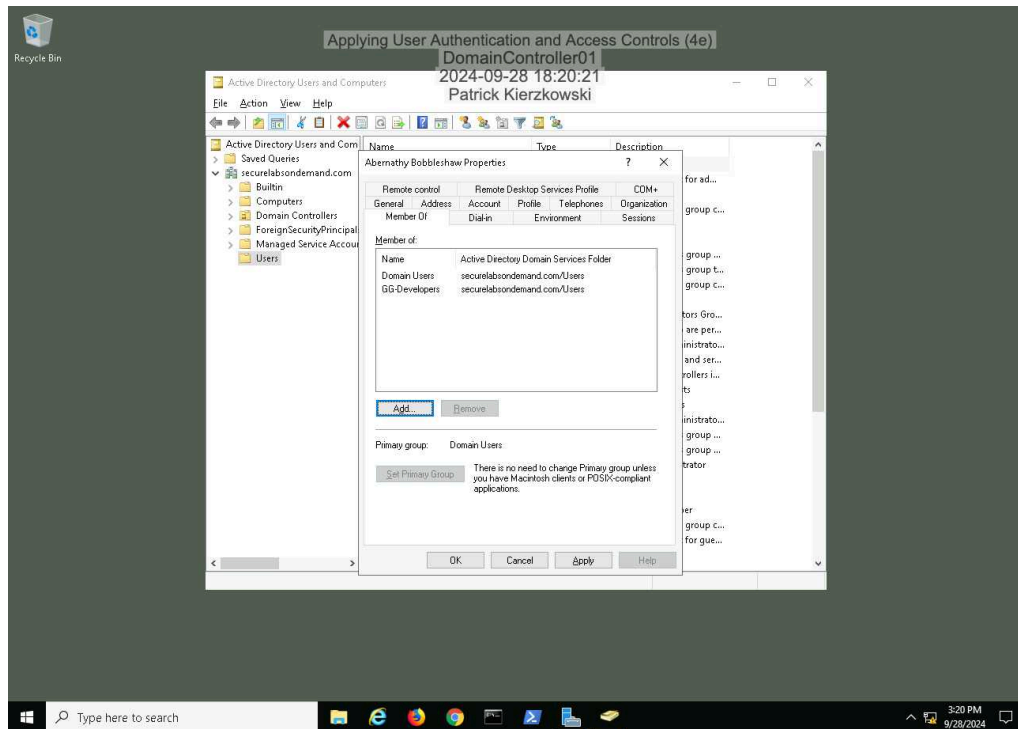 Recycle Bin
Applying User Authentication and Access Controls (4e)
DomainController01
2024-09-28 18:20:21
Patrick Kierzkowski
Active Directory Users and Computers
File Action View Help
Active Directory Users and Com
Name Type Description
Saved Queries
securelabsondemand.com
Builtin
Computers
Domain Controllers
ForeignSecurityPrincipal
Managed Service Accou
Users
Abernathy Bobbleshaw Properties ?
Remote control Remote Desktop Services Profile COM+
General Address Account Profile Telephones Organization
Member Of Dial-in Environment Sessions
Member of:
Name Active Directory Domain Services Folder
Domain Users securelabsondemand.com/Users
GG-Developers securelabsondemand.com/Users
Add... Remove
Primary group: Domain Users
Set Primary Group
There is no need to change Primary group unless
you have Macintosh clients or POSIX-compliant
applications.
OK Cancel Apply Help
for ad...
group c...
group ...
group t...
group c...
tors Gro...
are per...
inistrato...
and ser...
rollers i...
ts
s
inistrato...
group ...
group ...
trator
er
group c...
for gue...
Type here to search
3:20 PM
9/28/2024